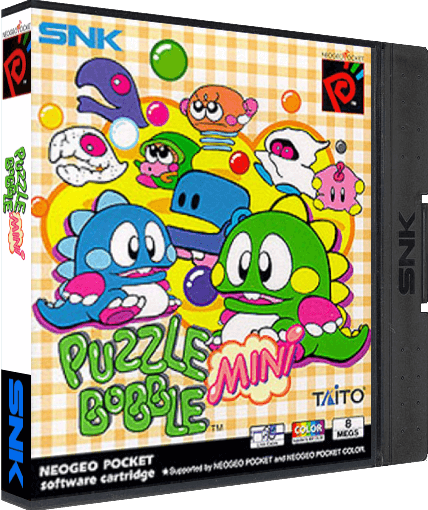 SNK
NEOGEO POCKET
PUZZLE
BOBBLE
MINI
™
TAITO
COLOR
8
MEGS
NEOGEO POCKET
software cartridge
★Supported by NEOGEO POCKET and NEOGEO POCKET COLOR.
PUZZLE
BOBBLE
MINI
SNK
SNK